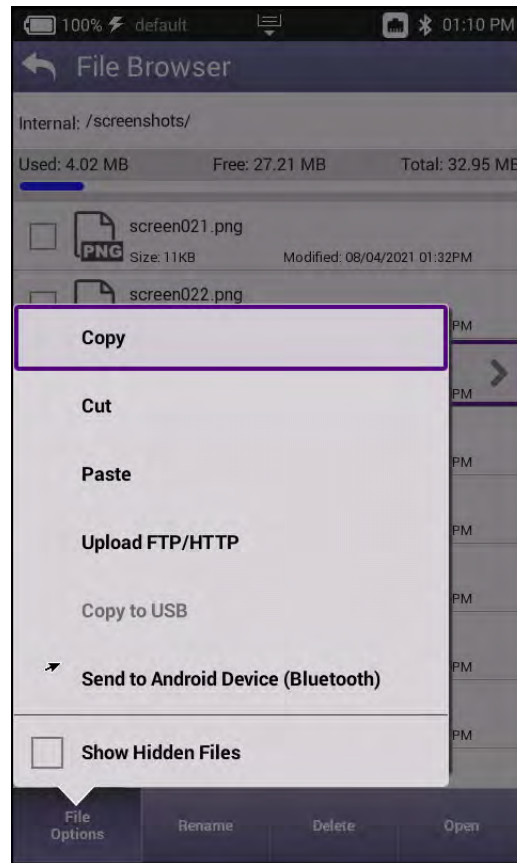 100% default 01:10 PM
File Browser
Internal: /screenshots/
Used: 4.02 MB Free: 27.21 MB Total: 32.95 MB
screen021.png
PNG Size: 11KB Modified: 08/04/2021 01:32PM
screen022.png
Copy
PM
PM
Cut
Paste
PM
Upload FTP/HTTP
PM
Copy to USB
PM
Send to Android Device (Bluetooth)
PM
Show Hidden Files
PM
File
Options
Rename Delete Open